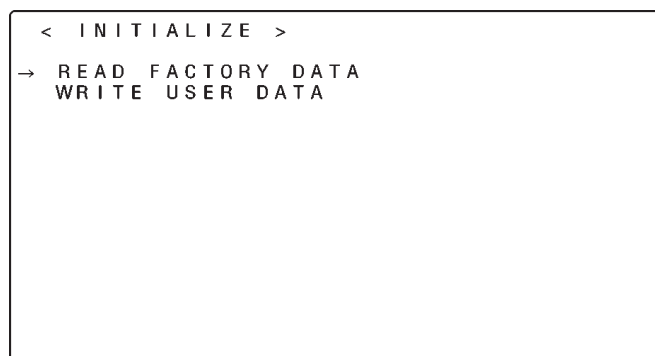 < INITIALIZE >
→ READ FACTORY DATA
WRITE USER DATA